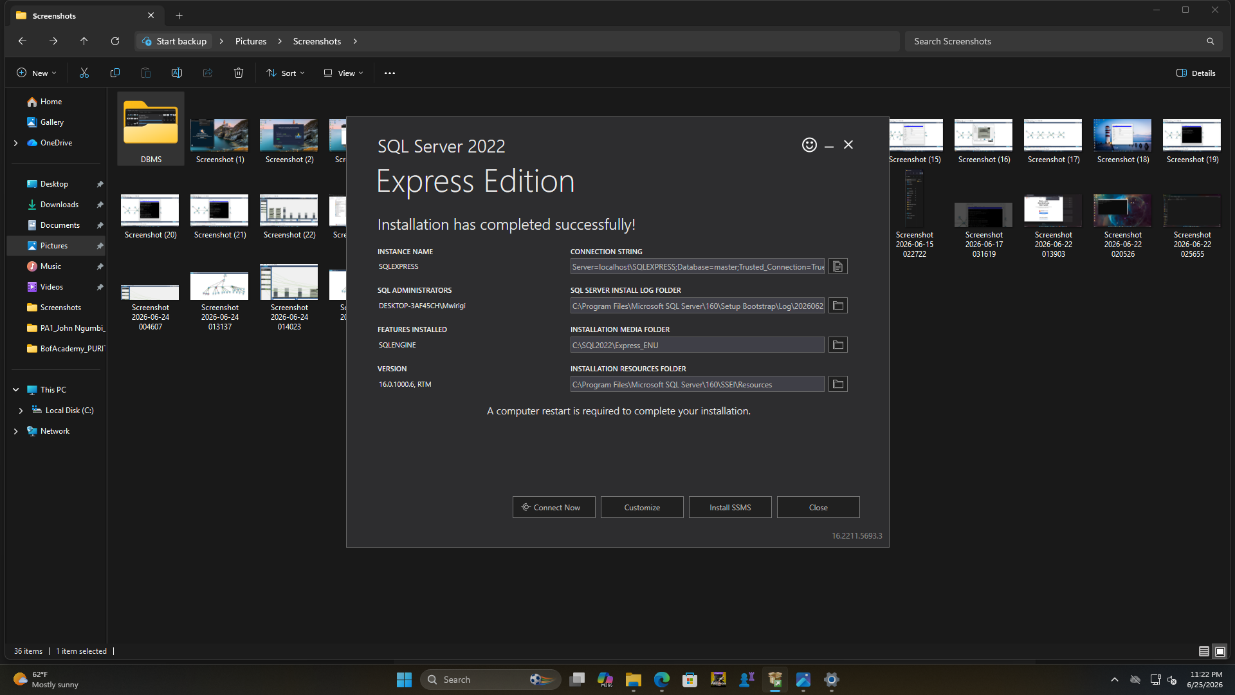 Screenshots
Start backup
Pictures
Screenshots
Search Screenshots
New
Sort
View
Details
Home
Gallery
OneDrive
Desktop
Downloads
Documents
Pictures
Music
Videos
Screenshots
PAT_John Ngumbi_
BofAcademy_PURI
This PC
Local Disk (C:)
Network
DBMS
Screenshot (1)
Screenshot (2)
Screenshot (15)
Screenshot (16)
Screenshot (17)
Screenshot (18)
Screenshot (19)
Screenshot (20)
Screenshot (21)
Screenshot (22)
Screenshot
2026-06-15
022722
Screenshot
2026-06-17
031619
Screenshot
2026-06-22
013903
Screenshot
2026-06-22
020526
Screenshot
2026-06-22
025655
Screenshot
2026-06-24
004607
Screenshot
2026-06-24
013137
Screenshot
2026-06-24
014023
SQL Server 2022
Express Edition
Installation has completed successfully!
INSTANCE NAME
SQLEXPRESS
SQL ADMINISTRATORS
DESKTOP-3AF45CH\Mwirigi
FEATURES INSTALLED
SQLENGINE
VERSION
16.0.1000.6, RTM
CONNECTION STRING
Server=localhost\SQLEXPRESS;Database=master;Trusted_Connection=True
SQL SERVER INSTALL LOG FOLDER
C:\Program Files\Microsoft SQL Server\160\Setup Bootstrap\Log\2026062
INSTALLATION MEDIA FOLDER
C:\SQL2022\Express_ENU
INSTALLATION RESOURCES FOLDER
C:\Program Files\Microsoft SQL Server\160\SSEI\Resources
A computer restart is required to complete your installation.
Connect Now
Customize
Install SSMS
Close
16.2211.5693.3
36 items
1 item selected
62°F
Mostly sunny
Search
11:22 PM
6/25/2026